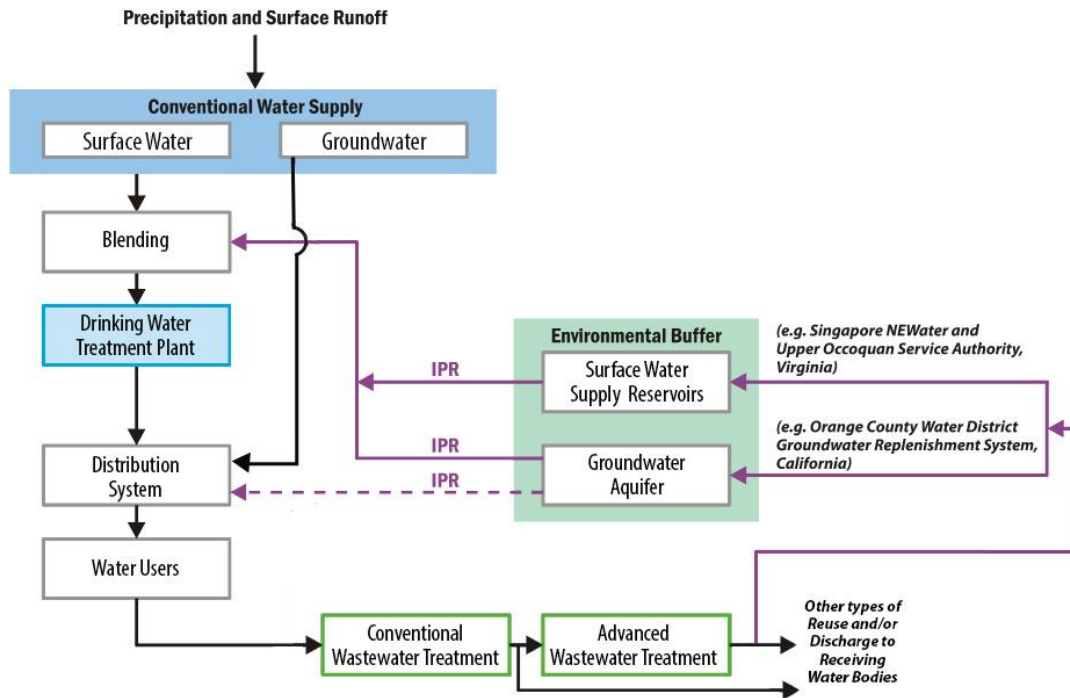 Precipitation and Surface Runoff
Conventional Water Supply
Surface Water
Groundwater
Blending
Drinking Water
Treatment Plant
Distribution
System
Water Users
Environmental Buffer
Surface Water
Supply Reservoirs
Groundwater
Aquifer
IPR
IPR
IPR
(e.g. Singapore NEWater and
Upper Occoquan Service Authority,
Virginia)
(e.g. Orange County Water District
Groundwater Replenishment System,
California)
Conventional
Wastewater Treatment
Advanced
Wastewater Treatment
Other types of
Reuse and/or
Discharge to
Receiving
Water Bodies